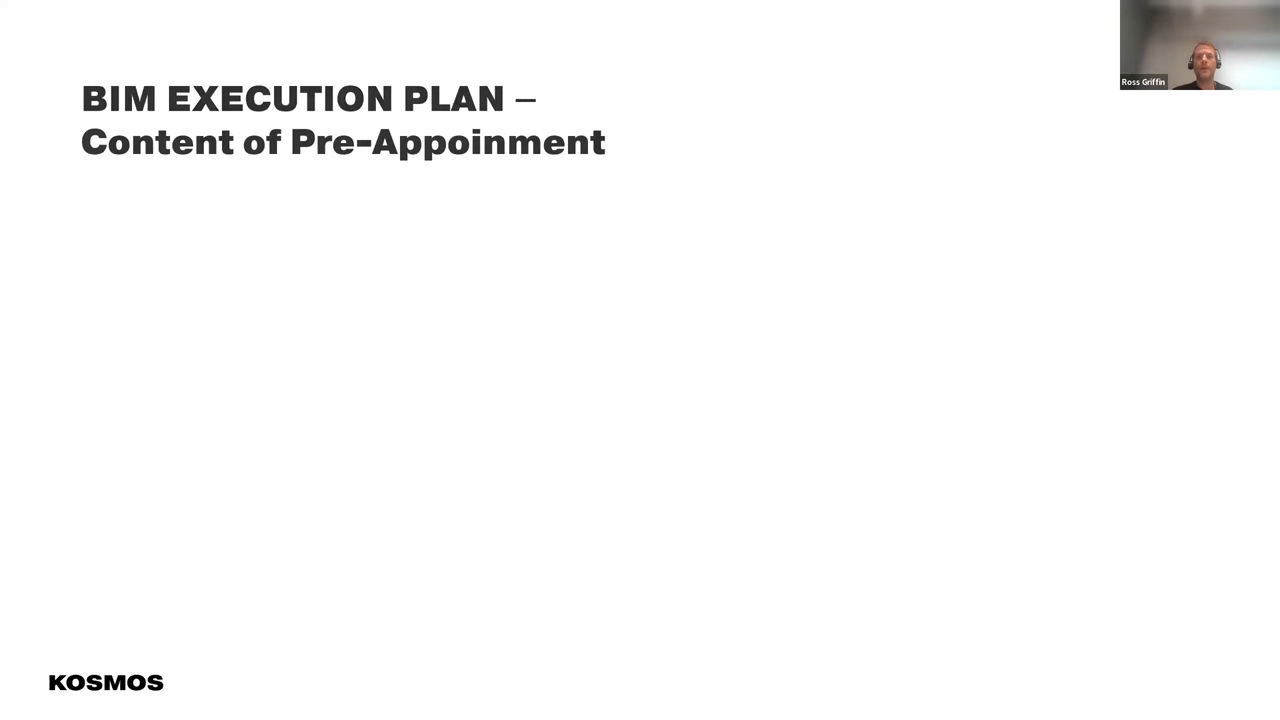 BIM EXECUTION PLAN –
Content of Pre-Appoinment
Ross Griffin
KOSMOS